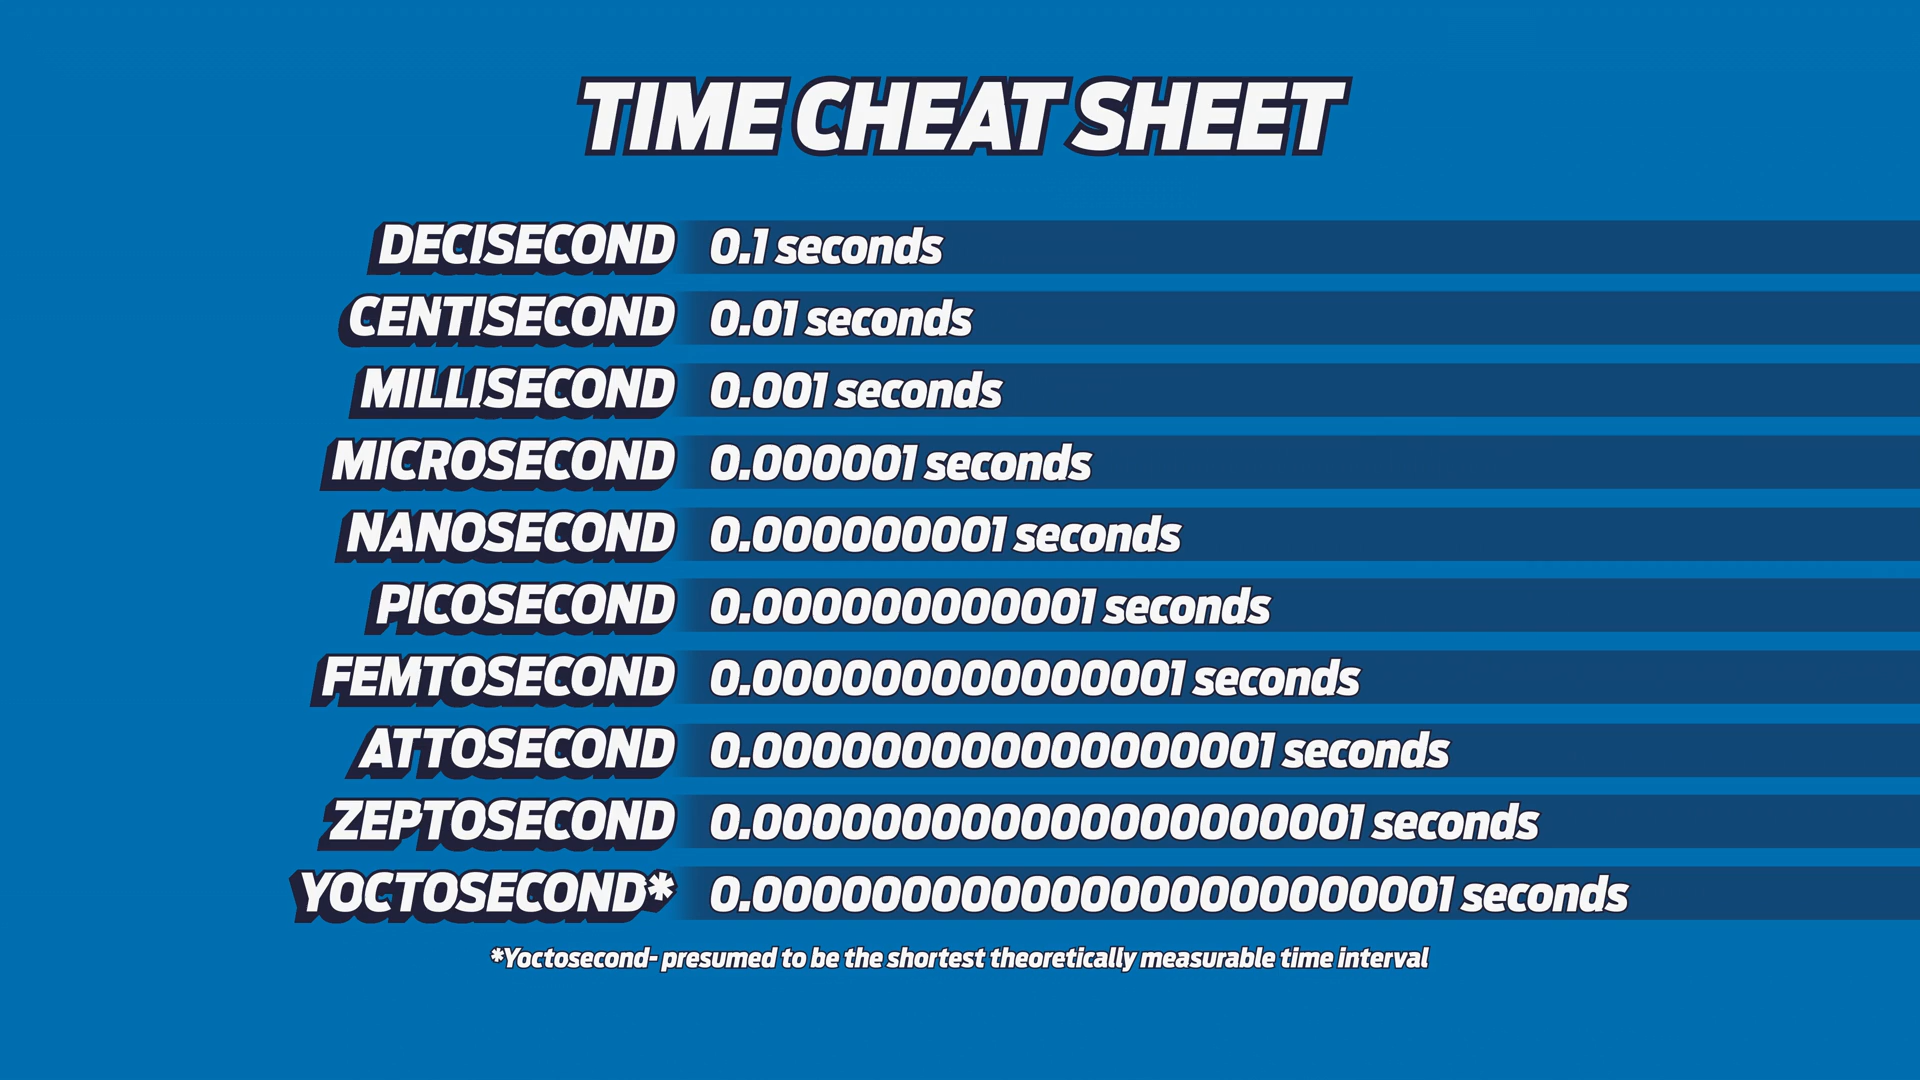 TIME CHEAT SHEET
DECISECOND 0.1 seconds
CENTISECOND 0.01 seconds
MILLISECOND 0.001 seconds
MICROSECOND 0.000001 seconds
NANOSECOND 0.000000001 seconds
PICOSECOND 0.000000000001 seconds
FEMTOSECOND 0.000000000000001 seconds
ATTOSECOND 0.000000000000000001 seconds
ZEPTOSECOND 0.000000000000000000001 seconds
YOCTOSECOND* 0.000000000000000000000001 seconds
*Yoctosecond- presumed to be the shortest theoretically measurable time interval